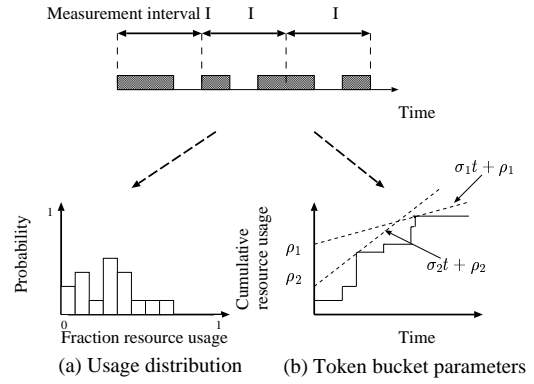 Measurement interval I I I
Time
Probability
1
0
1
Fraction resource usage
(a) Usage distribution
Cumulative
resource usage
ρ₁
ρ₂
σ₁t + ρ₁
σ₂t + ρ₂
Time
(b) Token bucket parameters